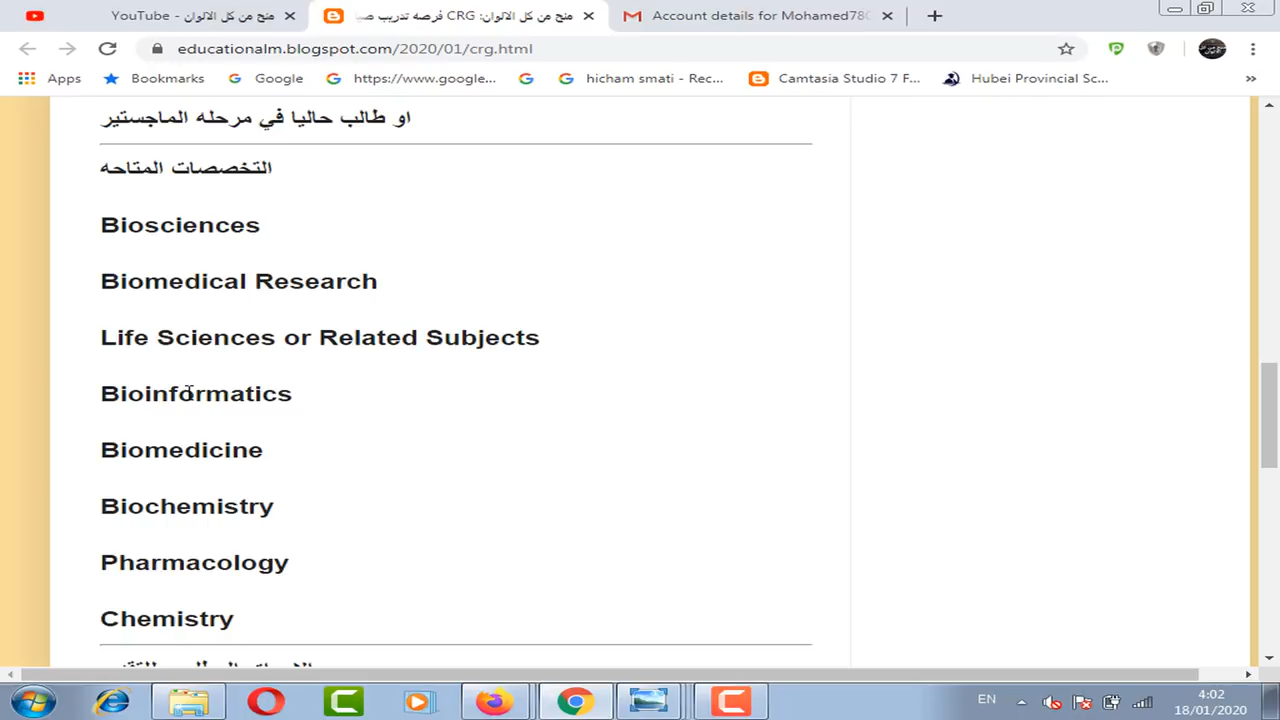 منح من كل الالوان - YouTube
منح من كل الالوان: CRG فرصه تدريب صيا
Account details for Mohamed780
educationalm.blogspot.com/2020/01/crg.html
Apps
Bookmarks
Google
https://www.google...
hicham smati - Rec...
Camtasia Studio 7 F...
Hubei Provincial Sc...
»
او طالب حاليا في مرحله الماجستير
التخصصات المتاحه
Biosciences
Biomedical Research
Life Sciences or Related Subjects
Bioinformatics
Biomedicine
Biochemistry
Pharmacology
Chemistry
EN
4:02
18/01/2020